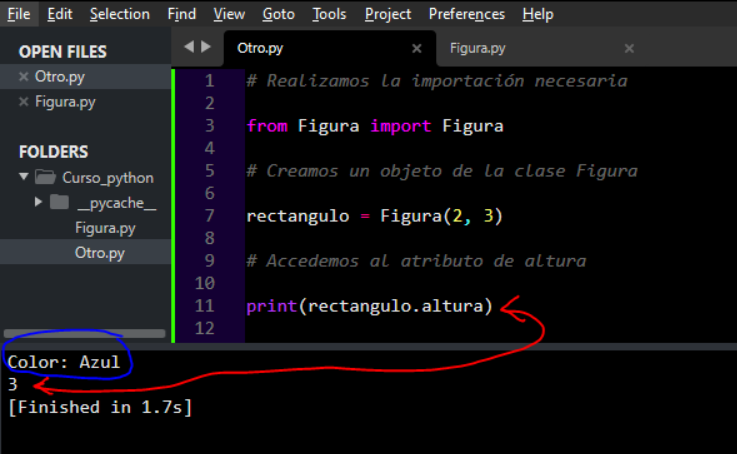 File Edit Selection Find View Goto Tools Project Preferences Help
OPEN FILES
× Otro.py
× Figura.py
FOLDERS
Curso_python
__pycache__
Figura.py
Otro.py
Otro.py × Figura.py ×
1 # Realizamos la importación necesaria
2
3 from Figura import Figura
4
5 # Creamos un objeto de la clase Figura
6
7 rectangulo = Figura(2, 3)
8
9 # Accedemos al atributo de altura
10
11 print(rectangulo.altura)
12
Color: Azul
3
[Finished in 1.7s]